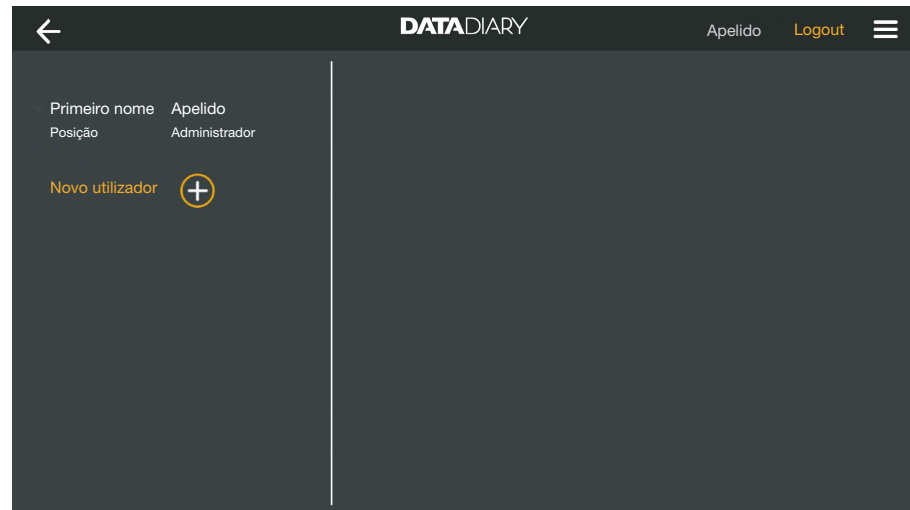 DATADIARY
Apelido Logout
Primeiro nome Apelido
Posição Administrador
Novo utilizador